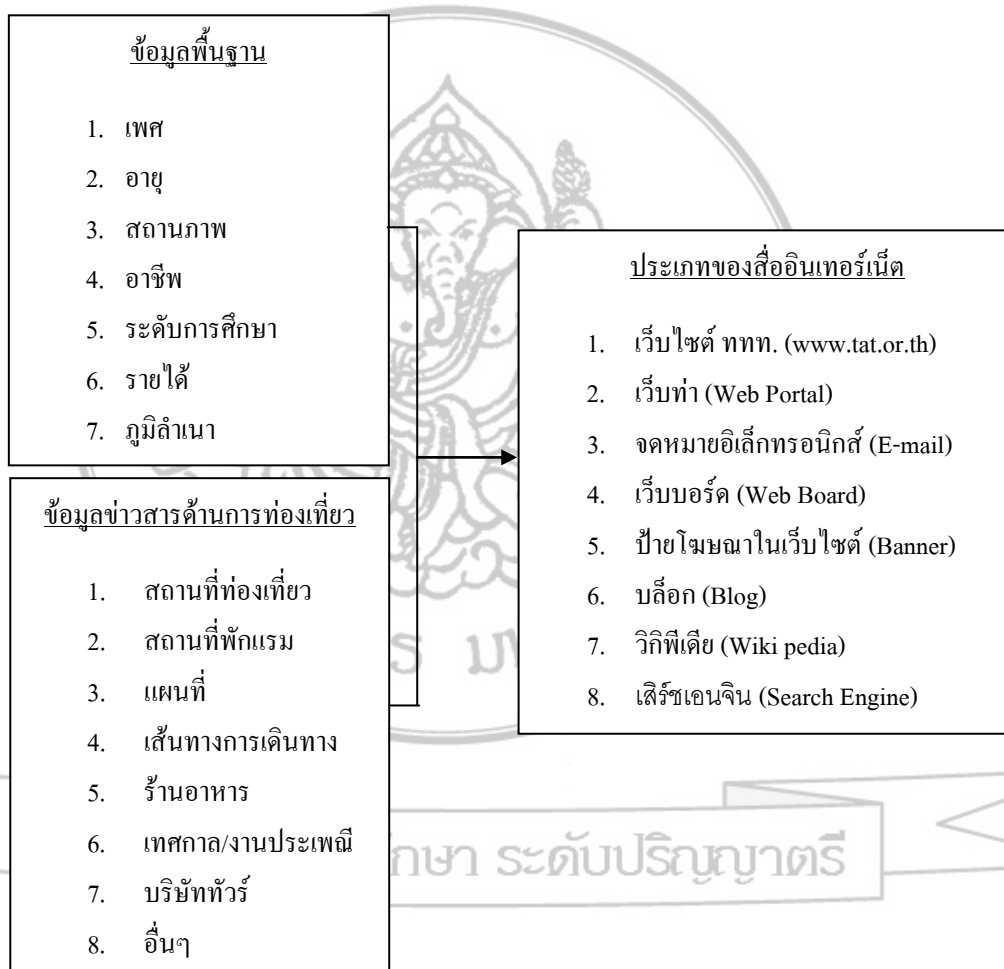 ข้อมูลพื้นฐาน
1. เพศ
2. อายุ
3. สถานภาพ
4. อาชีพ
5. ระดับการศึกษา
6. รายได้
7. ภูมิลำเนา
ข้อมูลข่าวสารด้านการท่องเที่ยว
1. สถานที่ท่องเที่ยว
2. สถานที่พักแรม
3. แผนที่
4. เส้นทางการเดินทาง
5. ร้านอาหาร
6. เทศกาล/งานประเพณี
7. บริษัททัวร์
8. อื่นๆ
ประเภทของสื่ออินเทอร์เน็ต
1. เว็บไซต์ ททท. (www.tat.or.th)
2. เว็บท่า (Web Portal)
3. จดหมายอิเล็กทรอนิกส์ (E-mail)
4. เว็บบอร์ด (Web Board)
5. ป้ายโฆษณาในเว็บไซต์ (Banner)
6. บล็อก (Blog)
7. วิกิพีเดีย (Wiki pedia)
8. เสิร์ชเอนจิน (Search Engine)
ระดับปริญญาตรี